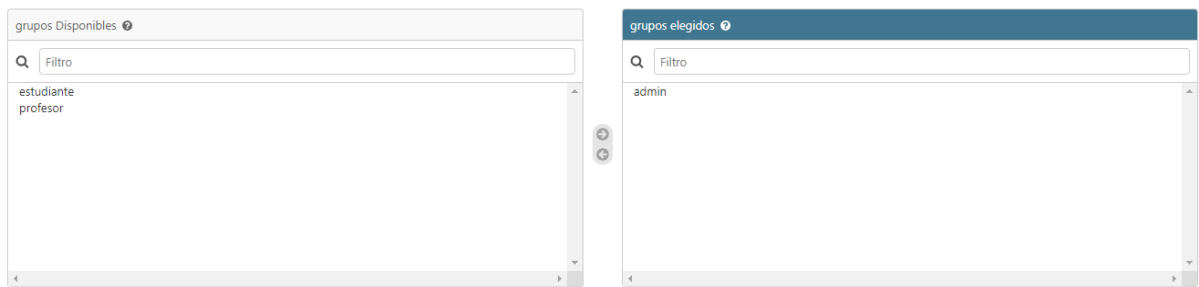 grupos Disponibles
Filtro
estudiante
profesor
grupos elegidos
Filtro
admin